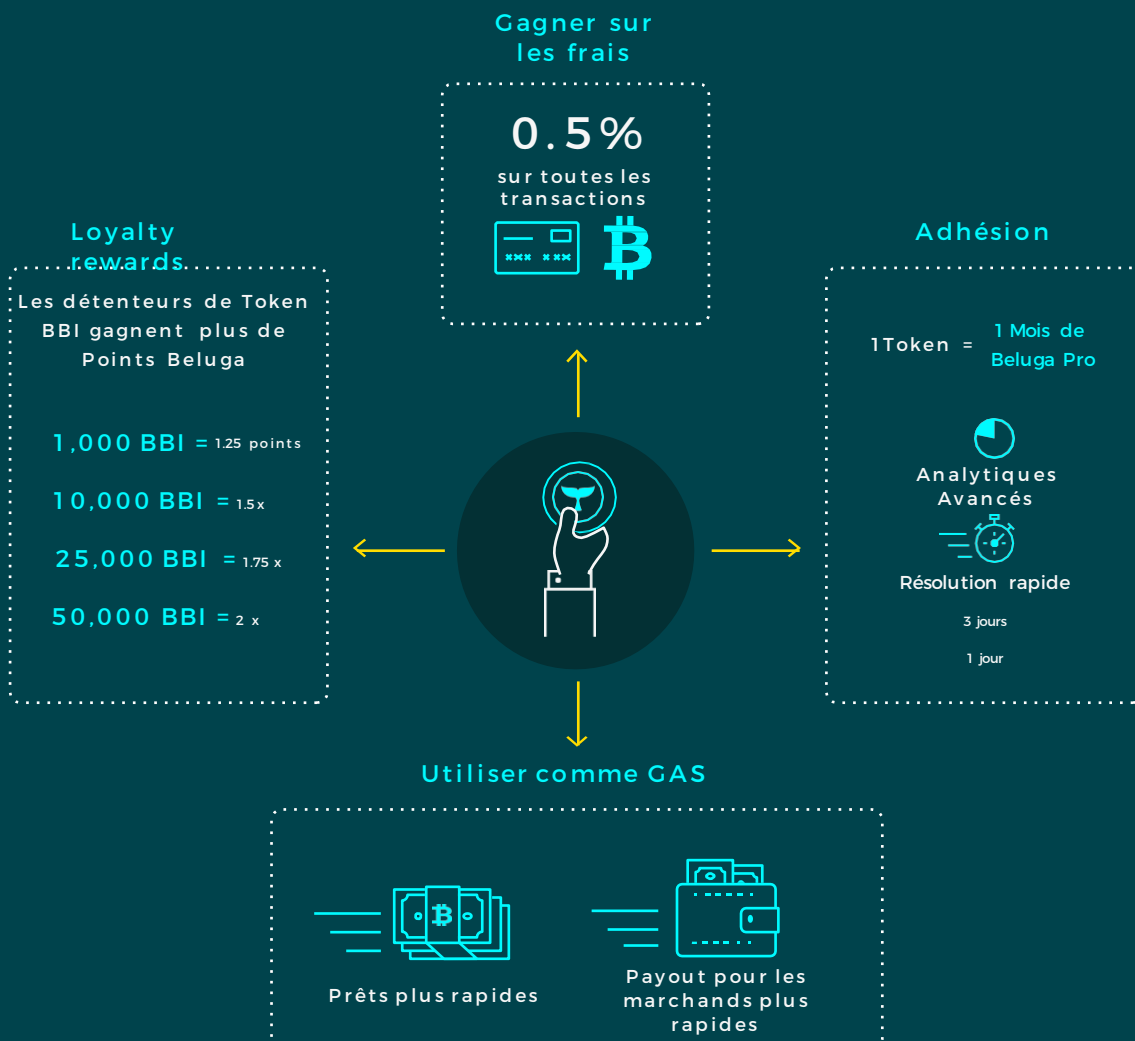 Gagner sur
les frais
0.5%
sur toutes les
transactions
Loyalty
rewards
Les détenteurs de Token
BBI gagnent plus de
Points Beluga
1,000 BBI = 1.25 points
10,000 BBI = 1.5x
25,000 BBI = 1.75 x
50,000 BBI = 2 x
Adhésion
1 Token = 1 Mois de
Beluga Pro
Analytiques
Avancés
Résolution rapide
3 jours
1 jour
Utiliser comme GAS
Prêts plus rapides
Payout pour les
marchands plus
rapides